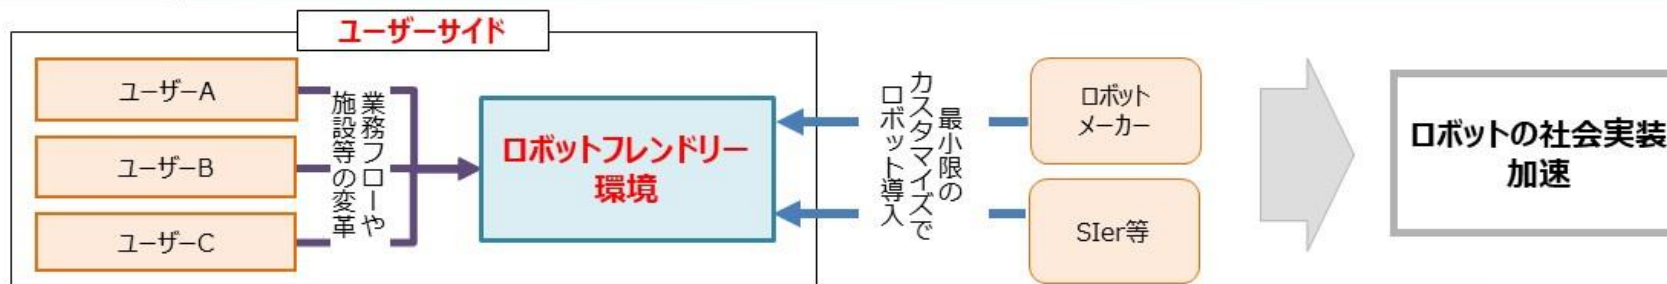 ユーザーサイド
ユーザーA
ユーザーB
ユーザーC
業務フローや
施設等の変革
ロボットフレンドリー
環境
最小限の
カスタマイズで
ロボット導入
ロボット
メーカー
SIer等
ロボットの社会実装
加速